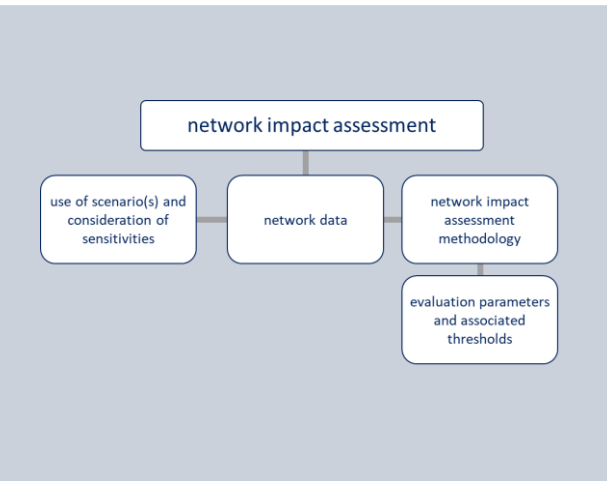 network impact assessment
use of scenario(s) and
consideration of
sensitivities
network data
network impact
assessment
methodology
evaluation parameters
and associated
thresholds